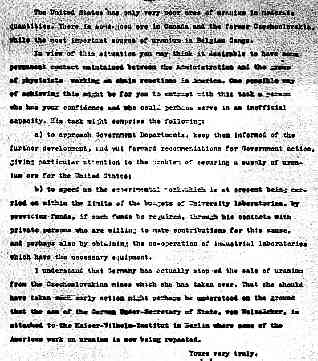 The United States has only very poor ores of uranium in moderate
quantities. There is some good ore in Canada and the former Czechoslovakia,
while the most important source of uranium is Belgian Congo.
In view of this situation you may think it desirable to have some
permanent contact maintained between the Administration and the group
of physicists working on chain reactions in America. One possible way
of achieving this might be for you to entrust with this task a person
who has your confidence and who could perhaps serve in an inofficial
capacity. His task might comprise the following:
a) to approach Government Departments, keep them informed of the
further development, and put forward recommendations for Government action,
giving particular attention to the problem of securing a supply of uran-
ium ore for the United States;
b) to speed up the experimental work, which is at present being car-
ried on within the limits of the budgets of University laboratories, by
providing funds, if such funds be required, through his contacts with
private persons who are willing to make contributions for this cause,
and perhaps also by obtaining the co-operation of industrial laboratories
which have the necessary equipment.
I understand that Germany has actually stopped the sale of uranium
from the Czechoslovakian mines which she has taken over. That she should
have taken such early action might perhaps be understood on the ground
that the son of the German Under-Secretary of State, von Weizsäcker, is
attached to the Kaiser-Wilhelm-Institut in Berlin where some of the
American work on uranium is now being repeated.
Yours very truly,